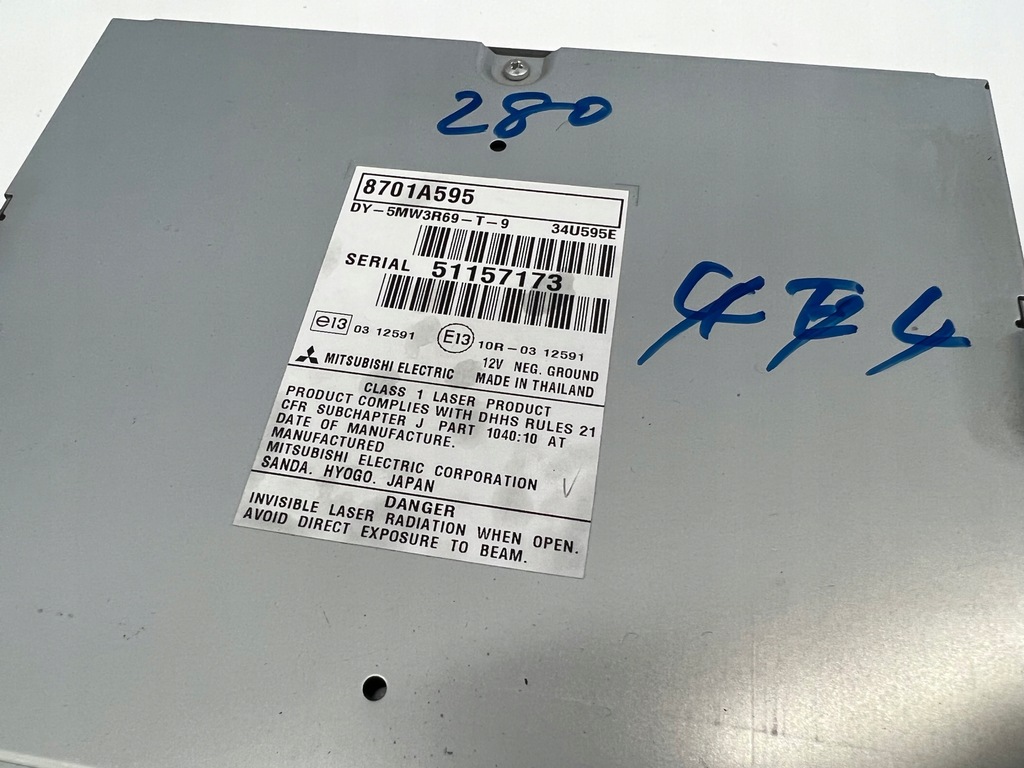 280
8701A595
DY-5MW3R69-T-9 34U595E
SERIAL 51157173
e13 03 12591 E13 10R-03 12591
12V NEG. GROUND
MITSUBISHI ELECTRIC MADE IN THAILAND
CLASS 1 LASER PRODUCT
PRODUCT COMPLIES WITH DHHS RULES 21
CFR SUBCHAPTER J PART 1040:10 AT
DATE OF MANUFACTURE.
MANUFACTURED
MITSUBISHI ELECTRIC CORPORATION
SANDA. HYOGO. JAPAN
DANGER
INVISIBLE LASER RADIATION WHEN OPEN.
AVOID DIRECT EXPOSURE TO BEAM.